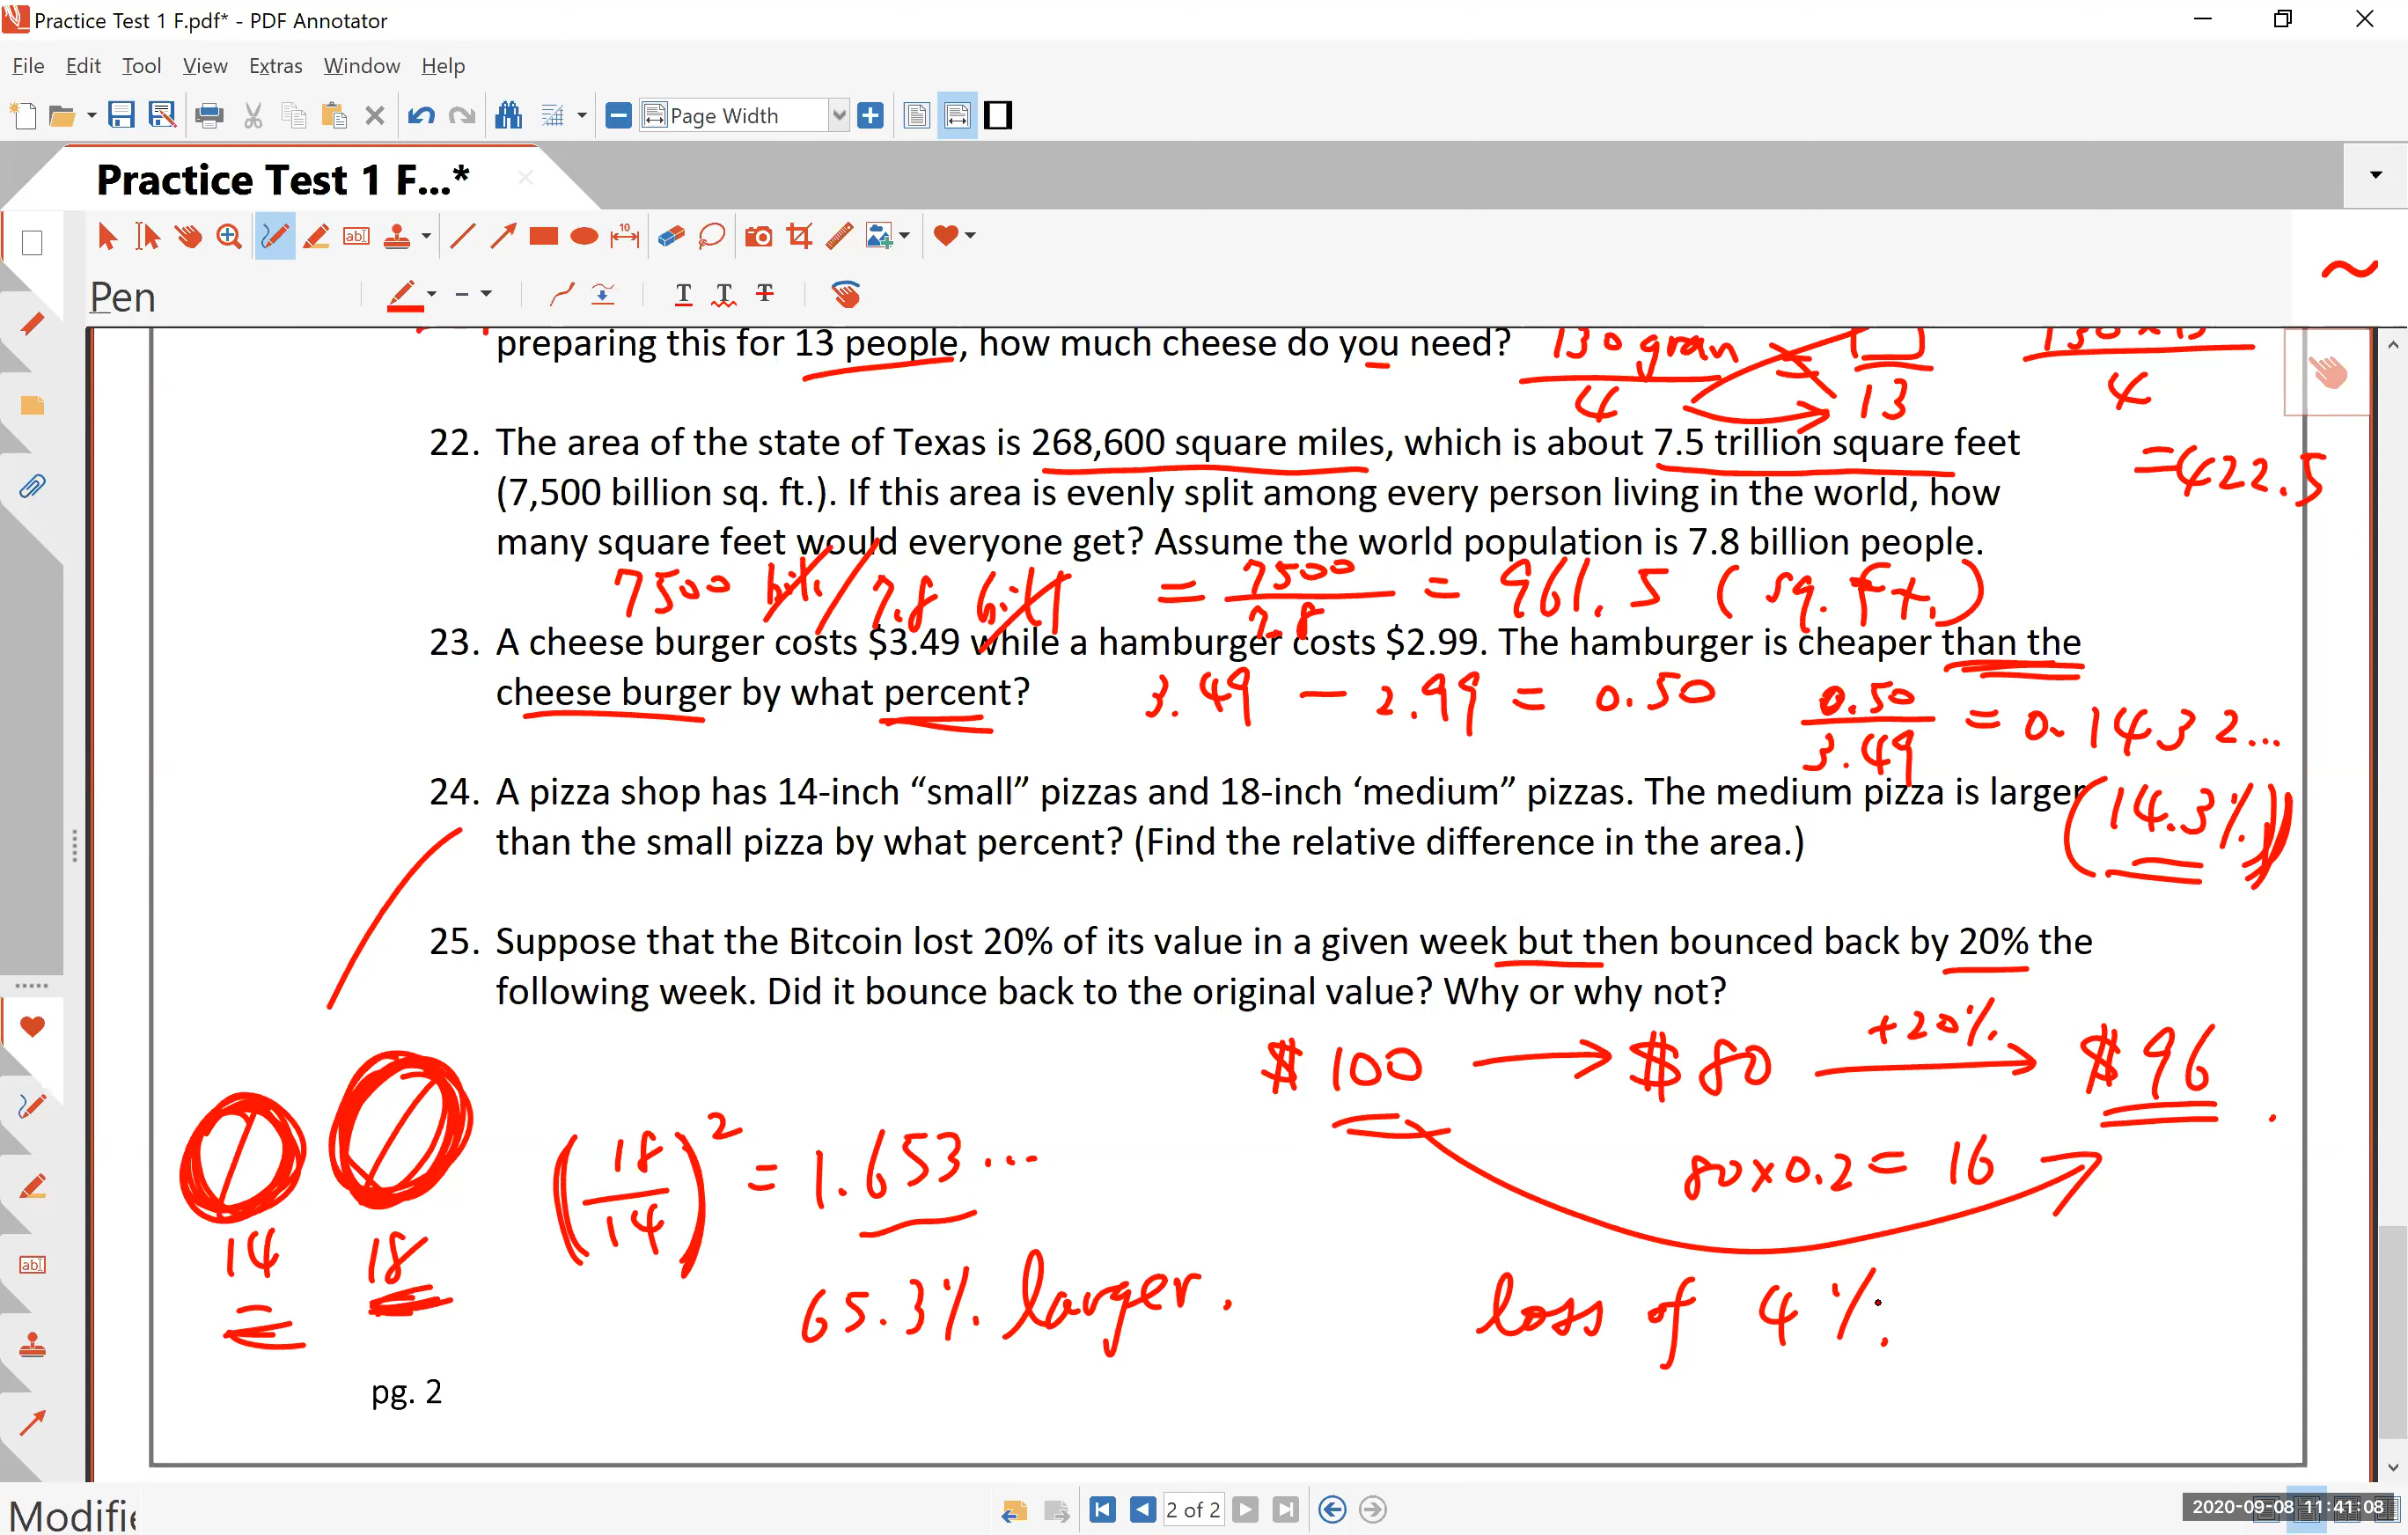 Practice Test 1 F.pdf* - PDF Annotator
File Edit Tool View Extras Window Help
Page Width
Practice Test 1 F...*
Pen
preparing this for 13 people, how much cheese do you need?
130 gram
4
13
4
= 422.5
22. The area of the state of Texas is 268,600 square miles, which is about 7.5 trillion square feet
(7,500 billion sq. ft.). If this area is evenly split among every person living in the world, how
many square feet would everyone get? Assume the world population is 7.8 billion people.
7500 bill. / 7.8 bill = 7500 / 7.8 = 961.5 (sq. ft.)
23. A cheese burger costs $3.49 while a hamburger costs $2.99. The hamburger is cheaper than the
cheese burger by what percent?
3.49 - 2.99 = 0.50
0.50 / 3.49 = 0.1432...
(14.3%)
24. A pizza shop has 14-inch “small” pizzas and 18-inch ‘medium” pizzas. The medium pizza is larger
than the small pizza by what percent? (Find the relative difference in the area.)
25. Suppose that the Bitcoin lost 20% of its value in a given week but then bounced back by 20% the
following week. Did it bounce back to the original value? Why or why not?
$ 100 → $ 80 +20% → $ 96.
80 x 0.2 = 16
14
18
(18/14)² = 1.653...
65.3% larger.
loss of 4%.
pg. 2
2 of 2
2020-09-08 11:41:08